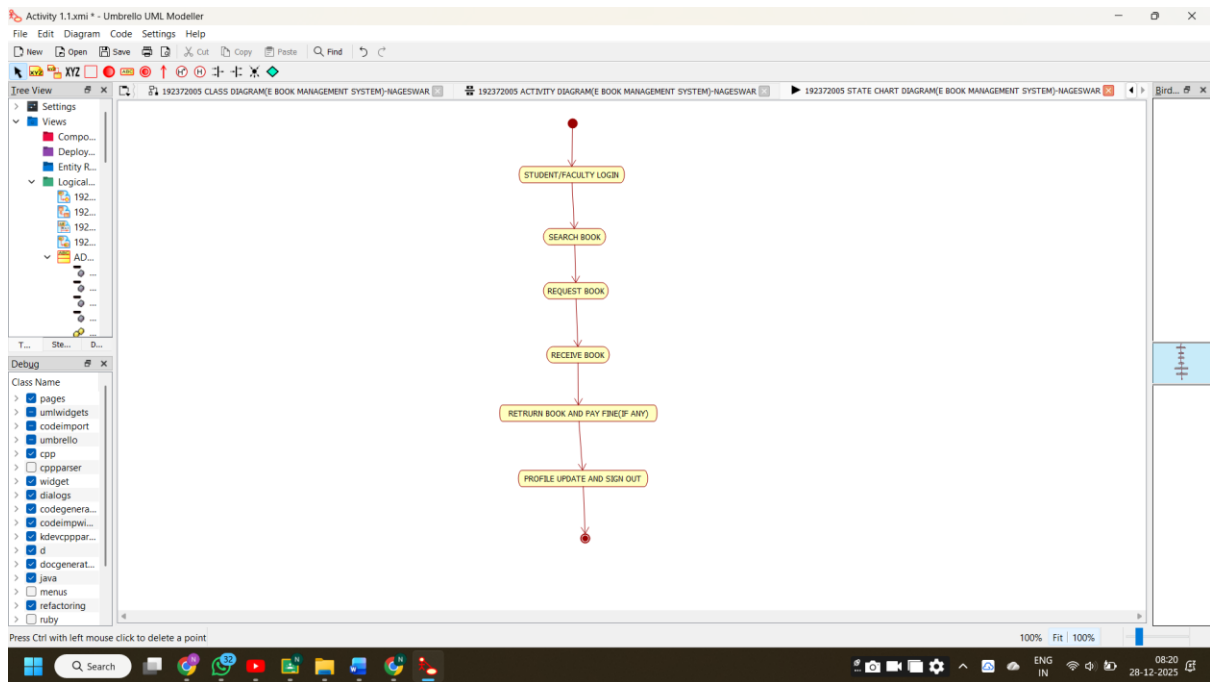 Activity 1.1.xmi * - Umbrello UML Modeller
File Edit Diagram Code Settings Help
New Open Save Cut Copy Paste Find
XYZ XYZ ABC H* H
Tree View
192372005 CLASS DIAGRAM(E BOOK MANAGEMENT SYSTEM)-NAGESWAR
192372005 ACTIVITY DIAGRAM(E BOOK MANAGEMENT SYSTEM)-NAGESWAR
192372005 STATE CHART DIAGRAM(E BOOK MANAGEMENT SYSTEM)-NAGESWAR
Bird...
Settings
Views
Compo...
Deploy...
Entity R...
Logical...
192...
192...
192...
192...
AD...
...
...
...
...
...
T... Ste... D...
Debug
Class Name
pages
umlwidgets
codeimport
umbrello
cpp
cppparser
widget
dialogs
codegenera...
codeimpwi...
kdevcpppar...
d
docgenerat...
java
menus
refactoring
ruby
STUDENT/FACULTY LOGIN
SEARCH BOOK
REQUEST BOOK
RECEIVE BOOK
RETRURN BOOK AND PAY FINE(IF ANY)
PROFILE UPDATE AND SIGN OUT
Press Ctrl with left mouse click to delete a point
100% Fit 100%
Search
N
32
N
N
ENG
IN
08:20
28-12-2025